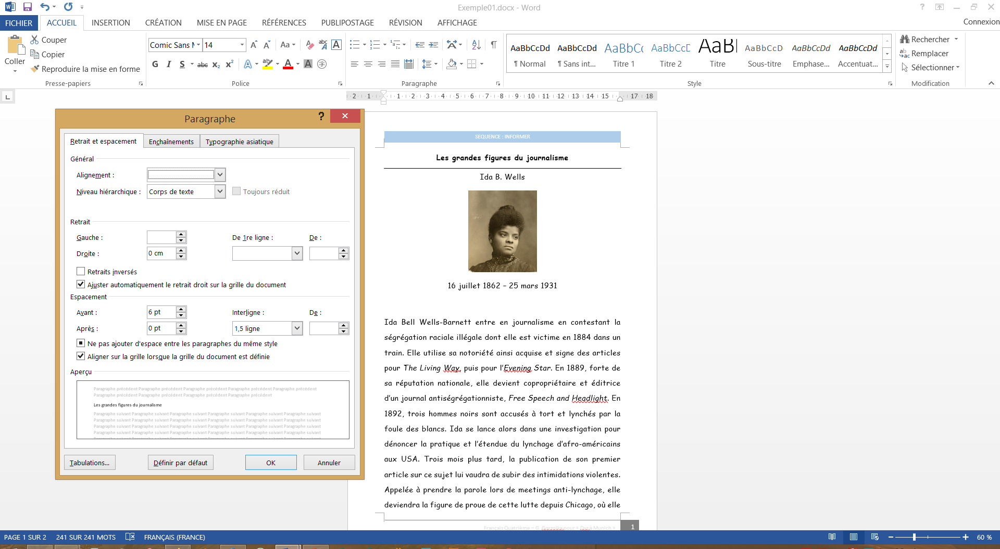 Exemple01.docx - Word
FICHIER ACCUEIL INSERTION CRÉATION MISE EN PAGE RÉFÉRENCES PUBLIPOSTAGE RÉVISION AFFICHAGE Connexion
Coller
Couper
Copier
Reproduire la mise en forme
Presse-papiers
Comic Sans M 14
Aa
abc A A
G I S abc X₂ X² A aby A A 字
Police
Paragraphe
AaBbCcDd AaBbCcDd AaBbCc AaBbCcD AaBl AaBbCcD AaBbCcDd AaBbCcDd
¶ Normal ¶ Sans int... Titre 1 Titre 2 Titre Sous-titre Emphase... Accentuat...
Style
Rechercher
Remplacer
Sélectionner
Modification
2 1 1 2 3 4 5 6 7 8 9 10 11 12 13 14 15 17 18
Paragraphe ?
Retrait et espacement Enchaînements Typographie asiatique
Général
Alignement :
Niveau hiérarchique : Corps de texte Toujours réduit
Retrait
Gauche : De 1re ligne : De :
Droite : 0 cm
Retraits inversés
Ajuster automatiquement le retrait droit sur la grille du document
Espacement
Avant : 6 pt Interligne : De :
Après : 0 pt 1,5 ligne
Ne pas ajouter d'espace entre les paragraphes du même style
Aligner sur la grille lorsque la grille du document est définie
Aperçu
Paragraphe précédent Paragraphe précédent Paragraphe précédent Paragraphe précédent Paragraphe précédent
Paragraphe précédent Paragraphe précédent Paragraphe précédent Paragraphe précédent
Les grandes figures du journalisme
Paragraphe suivant Paragraphe suivant Paragraphe suivant Paragraphe suivant Paragraphe suivant Paragraphe suivant
Paragraphe suivant Paragraphe suivant Paragraphe suivant Paragraphe suivant Paragraphe suivant Paragraphe suivant
Paragraphe suivant Paragraphe suivant Paragraphe suivant Paragraphe suivant Paragraphe suivant Paragraphe suivant
Paragraphe suivant Paragraphe suivant Paragraphe suivant Paragraphe suivant Paragraphe suivant Paragraphe suivant
Tabulations... Définir par défaut OK Annuler
SEQUENCE : INFORMER
Les grandes figures du journalisme
Ida B. Wells
16 juillet 1862 – 25 mars 1931
Ida Bell Wells-Barnett entre en journalisme en contestant la
ségrégation raciale illégale dont elle est victime en 1884 dans un
train. Elle utilise sa notoriété ainsi acquise et signe des articles
pour The Living Way, puis pour l'Evening Star. En 1889, forte de
sa réputation nationale, elle devient copropriétaire et éditrice
d'un journal antiségrégationniste, Free Speech and Headlight. En
1892, trois hommes noirs sont accusés à tort et lynchés par la
foule des blancs. Ida se lance alors dans une investigation pour
dénoncer la pratique et l'étendue du lynchage d'afro-américains
aux USA. Trois mois plus tard, la publication de son premier
article sur ce sujet lui vaudra de subir des intimidations violentes.
Appelée à prendre la parole lors de meetings anti-lynchage, elle
deviendra la figure de proue de cette lutte depuis Chicago, où elle
Français Quatrième – G. pour « à Munich » 1
PAGE 1 SUR 2 241 SUR 241 MOTS FRANÇAIS (FRANCE) 60 %